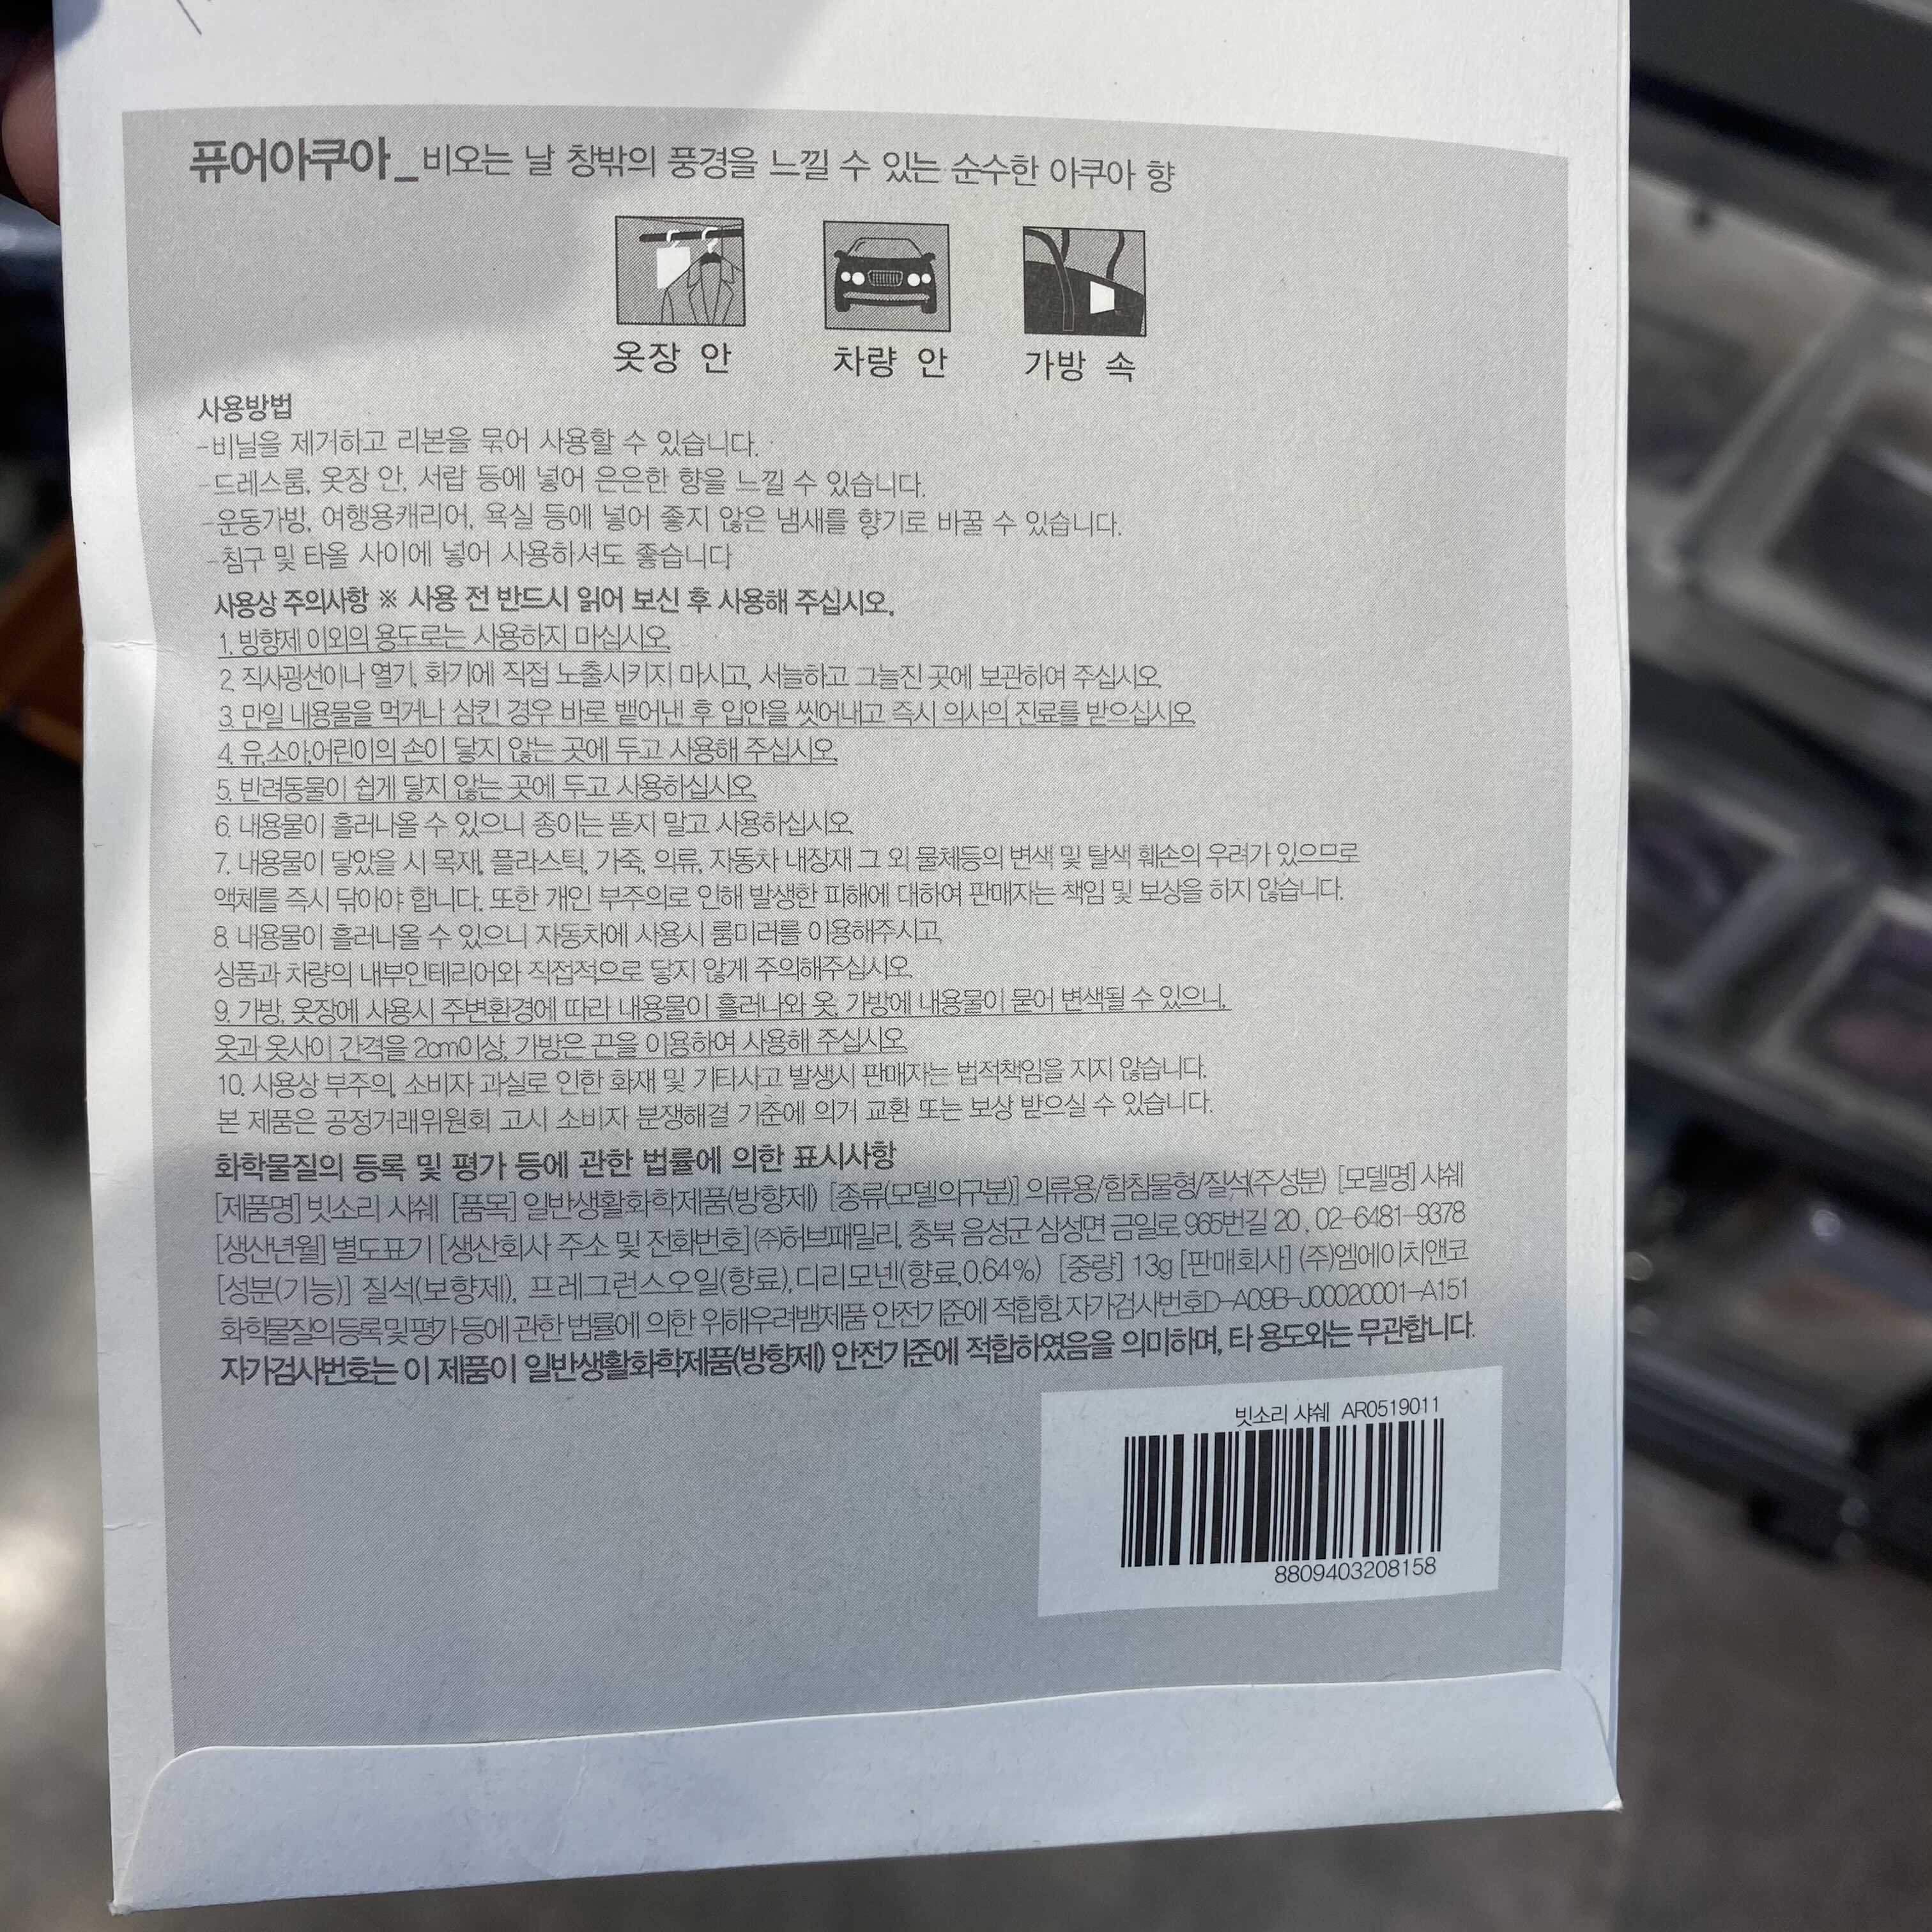 퓨어아쿠아_비오는 날 창밖의 풍경을 느낄 수 있는 순수한 아쿠아 향
옷장 안 차량 안 가방 속
사용방법
-비닐을 제거하고 리본을 묶어 사용할 수 있습니다.
-드레스룸, 옷장 안, 서랍 등에 넣어 은은한 향을 느낄 수 있습니다.
-운동가방, 여행용캐리어, 욕실 등에 넣어 좋지 않은 냄새를 향기로 바꿀 수 있습니다.
-침구 및 타올 사이에 넣어 사용하셔도 좋습니다
사용상 주의사항 ※ 사용 전 반드시 읽어 보신 후 사용해 주십시오.
1. 방향제 이외의 용도로는 사용하지 마십시오.
2. 직사광선이나 열기, 화기에 직접 노출시키지 마시고, 서늘하고 그늘진 곳에 보관하여 주십시오.
3. 만일 내용물을 먹거나 삼킨 경우 바로 뱉어낸 후 입안을 씻어내고 즉시 의사의 진료를 받으십시오.
4. 유,소아,어린이의 손이 닿지 않는 곳에 두고 사용해 주십시오.
5. 반려동물이 쉽게 닿지 않는 곳에 두고 사용하십시오.
6. 내용물이 흘러나올 수 있으니 종이는 뜯지 말고 사용하십시오.
7. 내용물이 닿았을 시 목재, 플라스틱, 가죽, 의류, 자동차 내장재 그 외 물체등의 변색 및 탈색 훼손의 우려가 있으므로
액체를 즉시 닦아야 합니다. 또한 개인 부주의로 인해 발생한 피해에 대하여 판매자는 책임 및 보상을 하지 않습니다.
8. 내용물이 흘러나올 수 있으니 자동차에 사용시 룸미러를 이용해주시고,
상품과 차량의 내부인테리어와 직접적으로 닿지 않게 주의해주십시오.
9. 가방, 옷장에 사용시 주변환경에 따라 내용물이 흘러나와 옷, 가방에 내용물이 묻어 변색될 수 있으니,
옷과 옷사이 간격을 2cm이상, 가방은 끈을 이용하여 사용해 주십시오.
10. 사용상 부주의, 소비자 과실로 인한 화재 및 기타사고 발생시 판매자는 법적책임을 지지 않습니다.
본 제품은 공정거래위원회 고시 소비자 분쟁해결 기준에 의거 교환 또는 보상 받으실 수 있습니다.
화학물질의 등록 및 평가 등에 관한 법률에 의한 표시사항
[제품명] 빗소리 샤쉐 [품목] 일반생활화학제품(방향제) [종류(모델의구분)] 의류용/함침물형/질석(주성분) [모델명] 샤쉐
[생산년월] 별도표기 [생산회사 주소 및 전화번호] (주)허브패밀리, 충북 음성군 삼성면 금일로 965번길 20, 02-6481-9378
[성분(기능)] 질석(보향제), 프레그런스오일(향료),디리모넨(향료,0.64%) [중량] 13g [판매회사] (주)엠에이치앤코
화학물질의등록및평가등에 관한 법률에 의한 위해우려뱀제품 안전기준에 적합함. 자가검사번호D-A09B-J00020001-A151
자가검사번호는 이 제품이 일반생활화학제품(방향제) 안전기준에 적합하였음을 의미하며, 타 용도와는 무관합니다.
빗소리 샤쉐 AR0519011
8809403208158